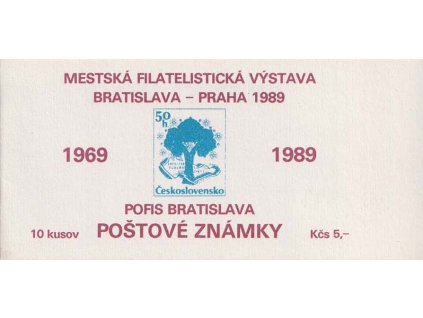 MESTSKÁ FILATELISTICKÁ VÝSTAVA
BRATISLAVA – PRAHA 1989
1969
50 h
Československo
1989
POFIS BRATISLAVA
10 kusov POŠTOVÉ ZNÁMKY Kčs 5,–